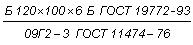 Б 120×100×6 Б ГОСТ 19772-93
09Г2-3 ГОСТ 11474-76